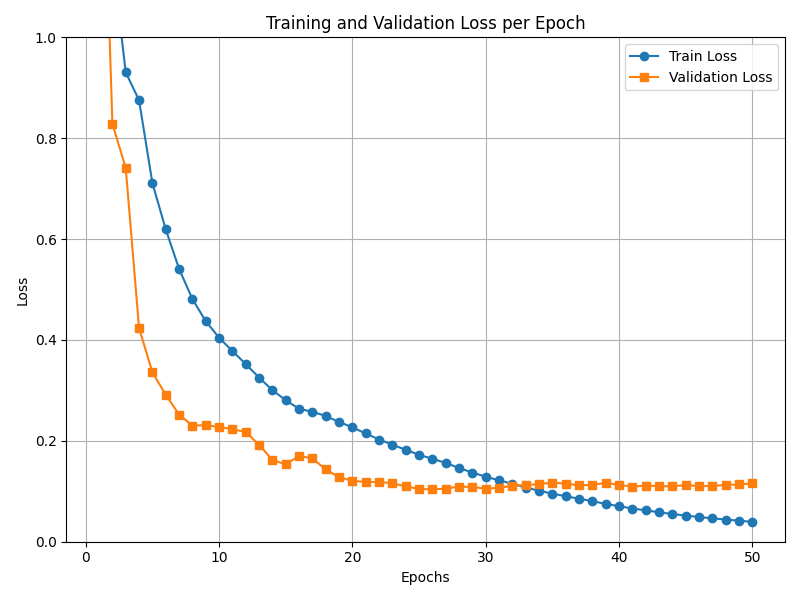 Training and Validation Loss per Epoch
Train Loss
Validation Loss
1.0
0.8
0.6
0.4
0.2
0.0
Loss
0 10 20 30 40 50
Epochs